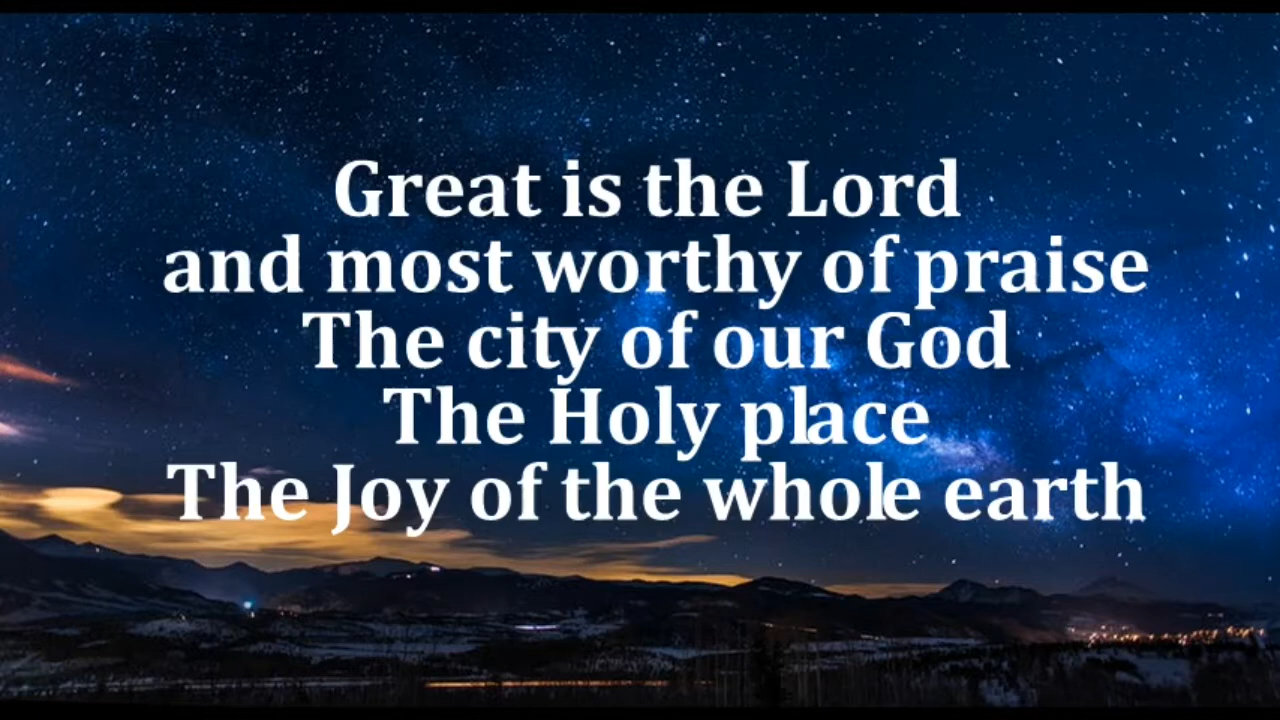 Great is the Lord
and most worthy of praise
The city of our God
The Holy place
The Joy of the whole earth